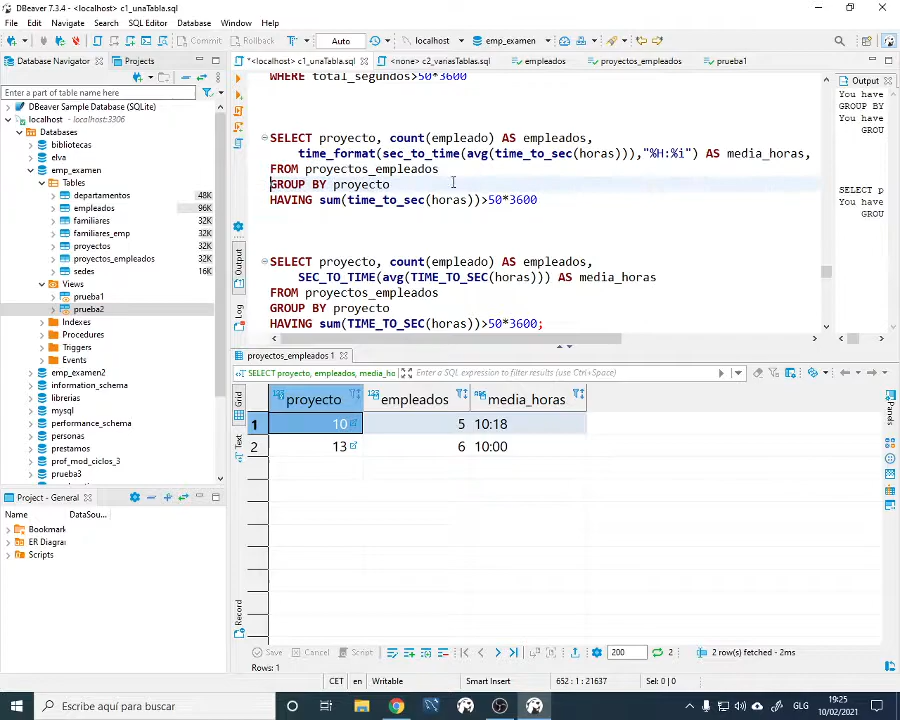 DBeaver 7.3.4 - <localhost> c1_unaTabla.sql
File Edit Navigate Search SQL Editor Database Window Help
Commit Rollback Auto localhost emp_examen
Database Navigator Projects
*<localhost> c1_unaTabla.sql <none> c2_variasTablas.sql empleados proyectos_empleados prueba1
Enter a part of table name here
DBeaver Sample Database (SQLite)
localhost - localhost:3306
Databases
bibliotecas
elva
emp_examen
Tables
departamentos 48K
empleados 96K
familiares 32K
familiares_emp 32K
proyectos 32K
proyectos_empleados 32K
sedes 16K
Views
prueba1
prueba2
Indexes
Procedures
Triggers
Events
emp_examen2
information_schema
librerias
mysql
performance_schema
personas
prestamos
prof_mod_ciclos_3
prueba3
WHERE total_segundos>50*3600
SELECT proyecto, count(empleado) AS empleados,
time_format(sec_to_time(avg(time_to_sec(horas))),"%H:%i") AS media_horas,
FROM proyectos_empleados
GROUP BY proyecto
HAVING sum(time_to_sec(horas))>50*3600
SELECT proyecto, count(empleado) AS empleados,
SEC_TO_TIME(avg(TIME_TO_SEC(horas))) AS media_horas
FROM proyectos_empleados
GROUP BY proyecto
HAVING sum(TIME_TO_SEC(horas))>50*3600;
Output
Log
Output
You have
GROUP BY
You have
GROU
SELECT p
You have
GROU
proyectos_empleados 1
SELECT proyecto, empleados, media_ho Enter a SQL expression to filter results (use Ctrl+Space)
Grid
Text
Record
Panels
proyecto empleados media_horas
1 10 5 10:18
2 13 6 10:00
Project - General
Name DataSou...
Bookmark
ER Diagra
Scripts
Save Cancel Script 200 2 2 row(s) fetched - 2ms
Rows: 1
CET en Writable Smart Insert 652 : 1 : 21637 Sel: 0 | 0
Escribe aquí para buscar
GLG
19:25
10/02/2021